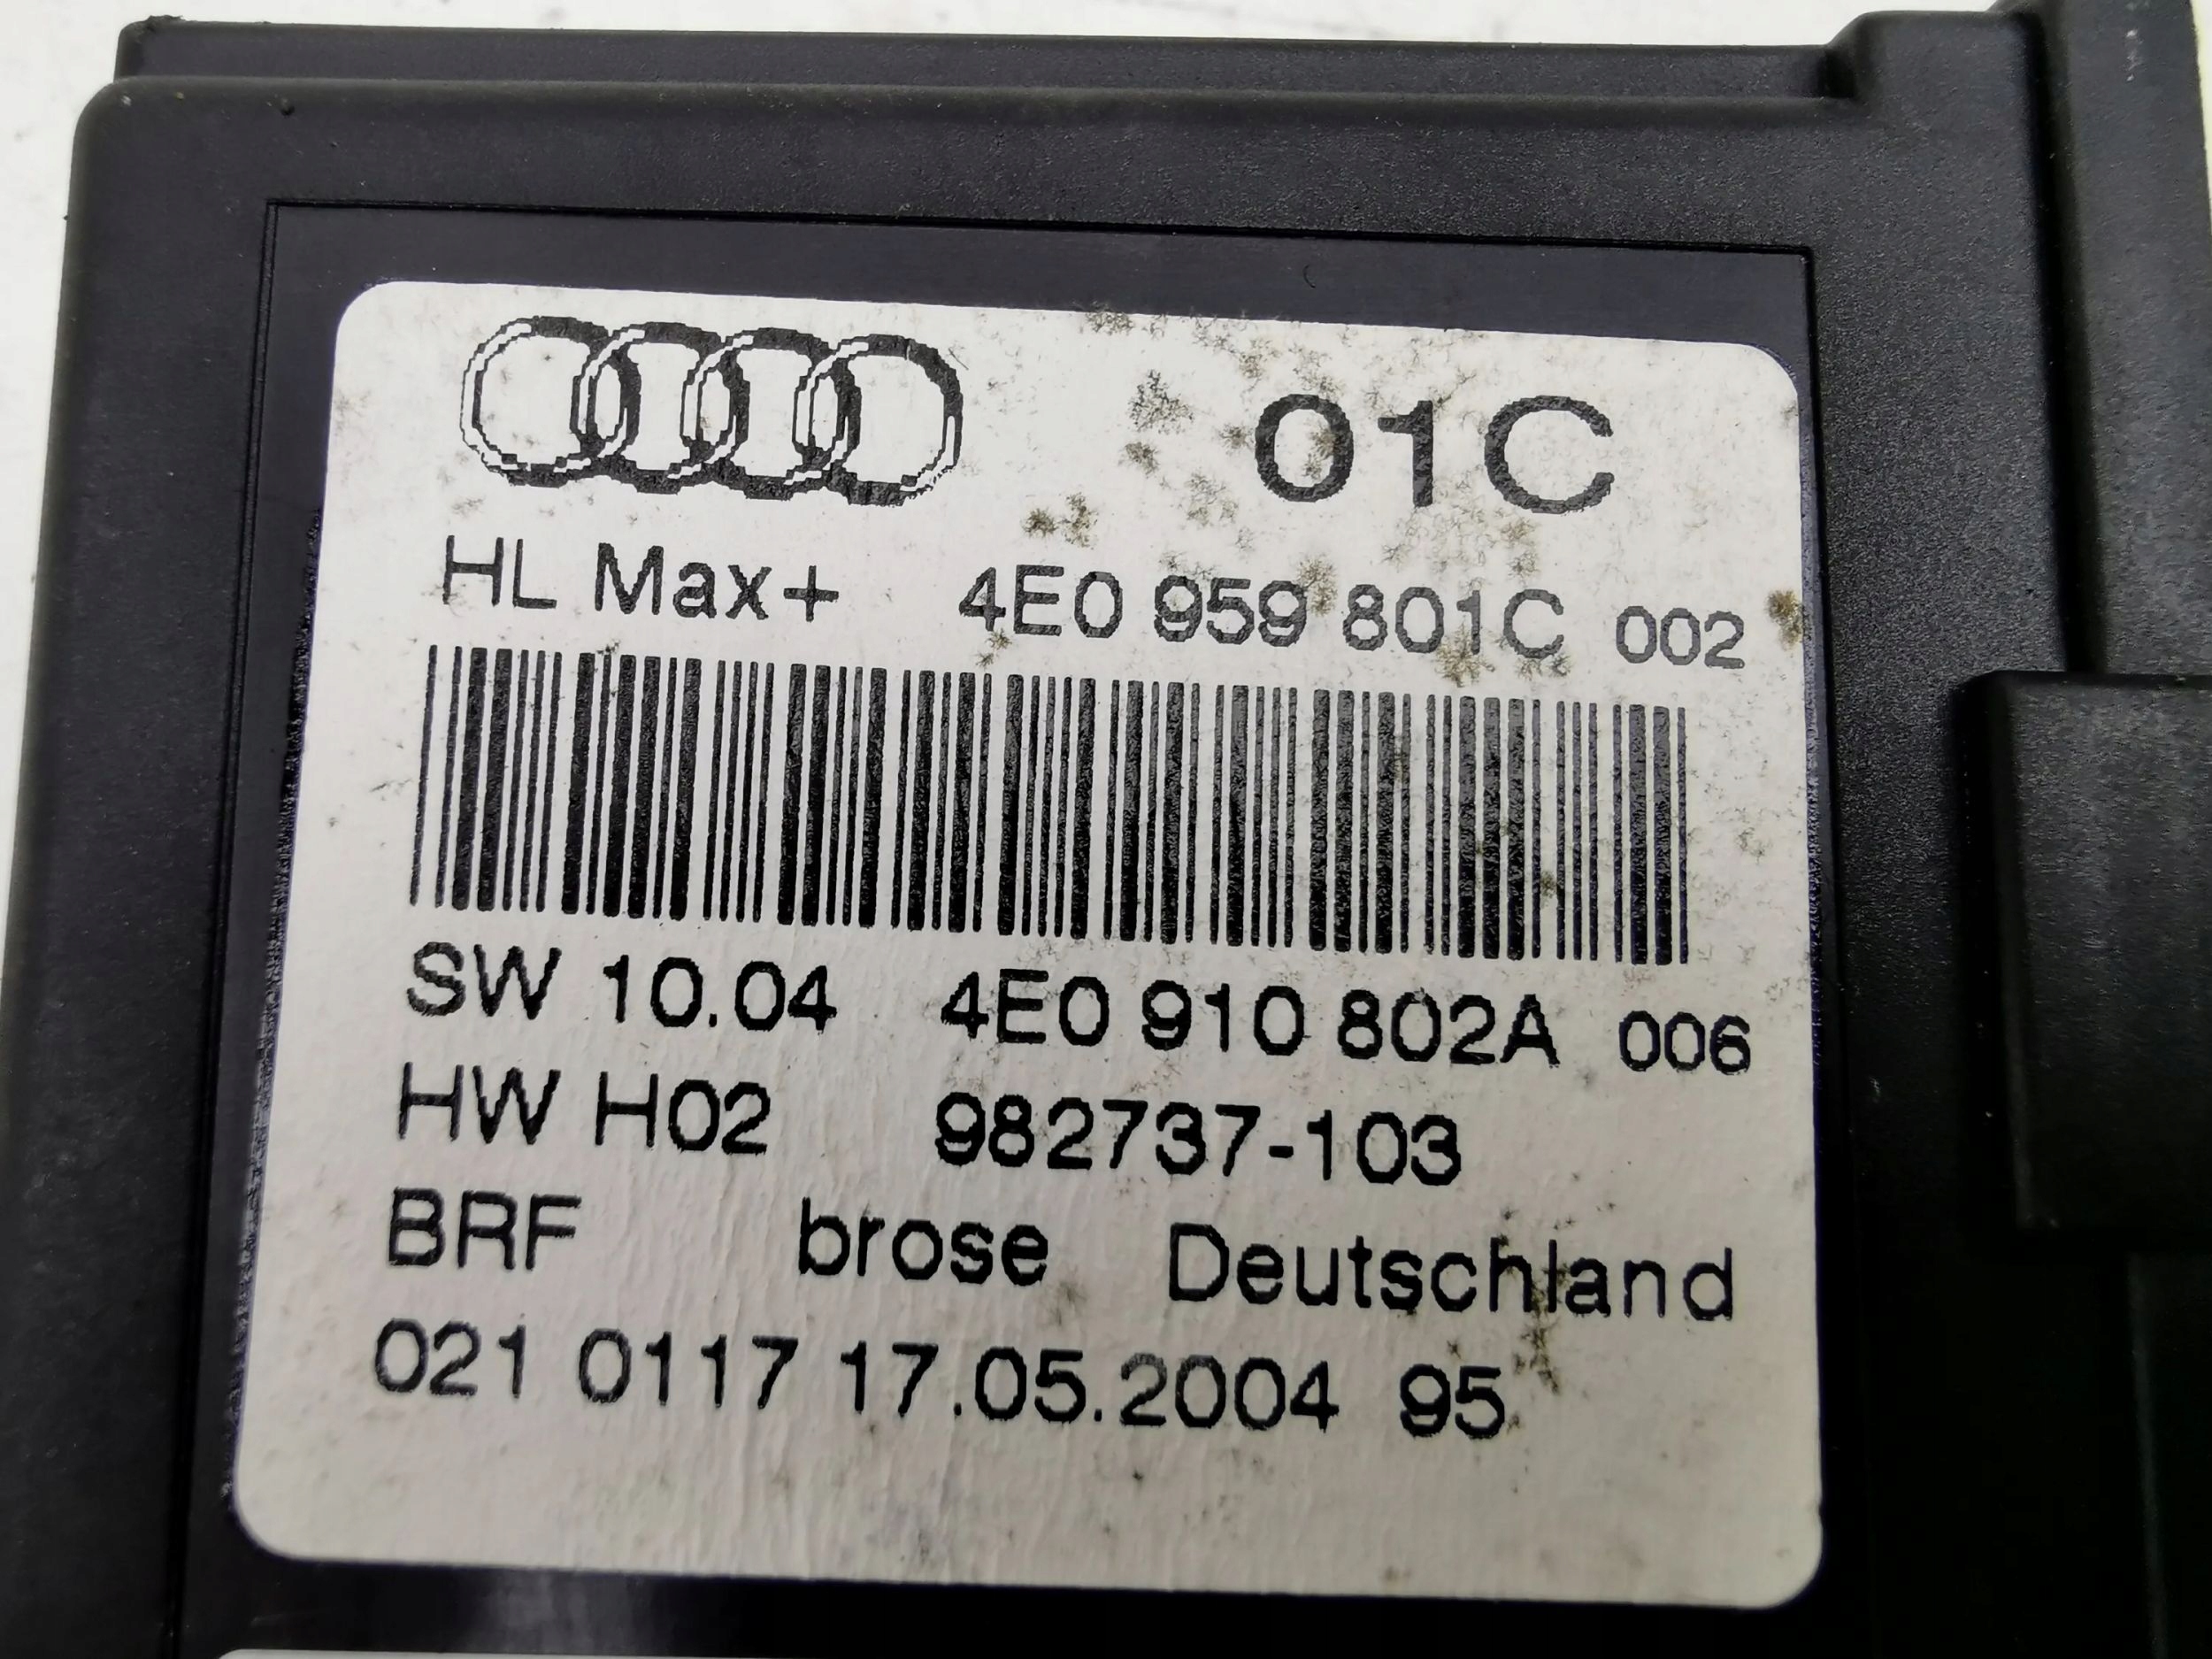 01C
HL Max+ 4E0 959 801C 002
SW 10.04 4E0 910 802A 006
HW H02 982737-103
BRF brose Deutschland
021 0117 17.05.2004 95